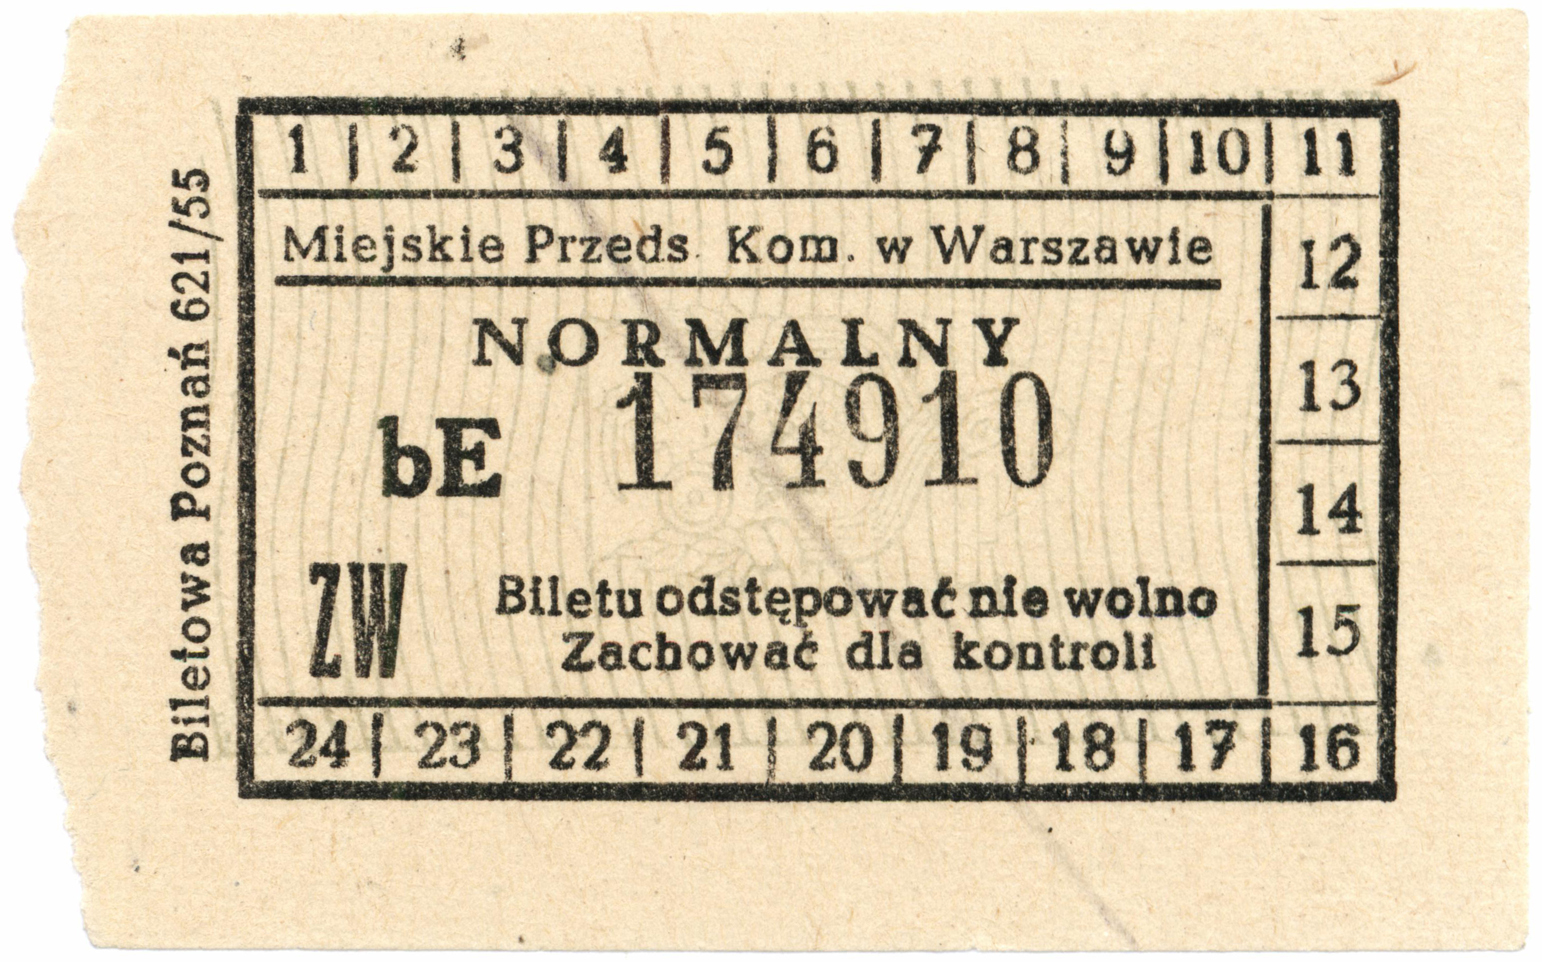 1 | 2 | 3 | 4 | 5 | 6 | 7 | 8 | 9 | 10 | 11
Miejskie Przeds. Kom. w Warszawie
12
NORMALNY
13
bE 174910
14
ZW
Biletu odstępować nie wolno
15
Zachować dla kontroli
24 | 23 | 22 | 21 | 20 | 19 | 18 | 17 | 16
Biletowa Poznań 621/55